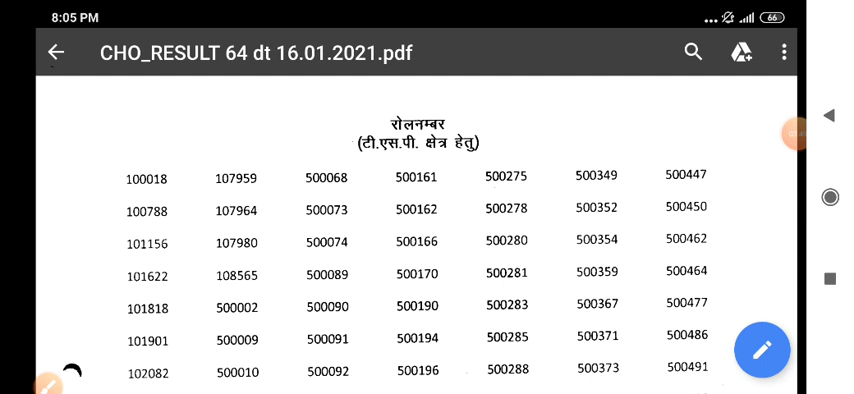 8:05 PM
66
CHO_RESULT 64 dt 16.01.2021.pdf
रोलनम्बर
(टी.एस.पी. क्षेत्र हेतु)
100018 107959 500068 500161 500275 500349 500447
100788 107964 500073 500162 500278 500352 500450
101156 107980 500074 500166 500280 500354 500462
101622 108565 500089 500170 500281 500359 500464
101818 500002 500090 500190 500283 500367 500477
101901 500009 500091 500194 500285 500371 500486
102082 500010 500092 500196 500288 500373 500491